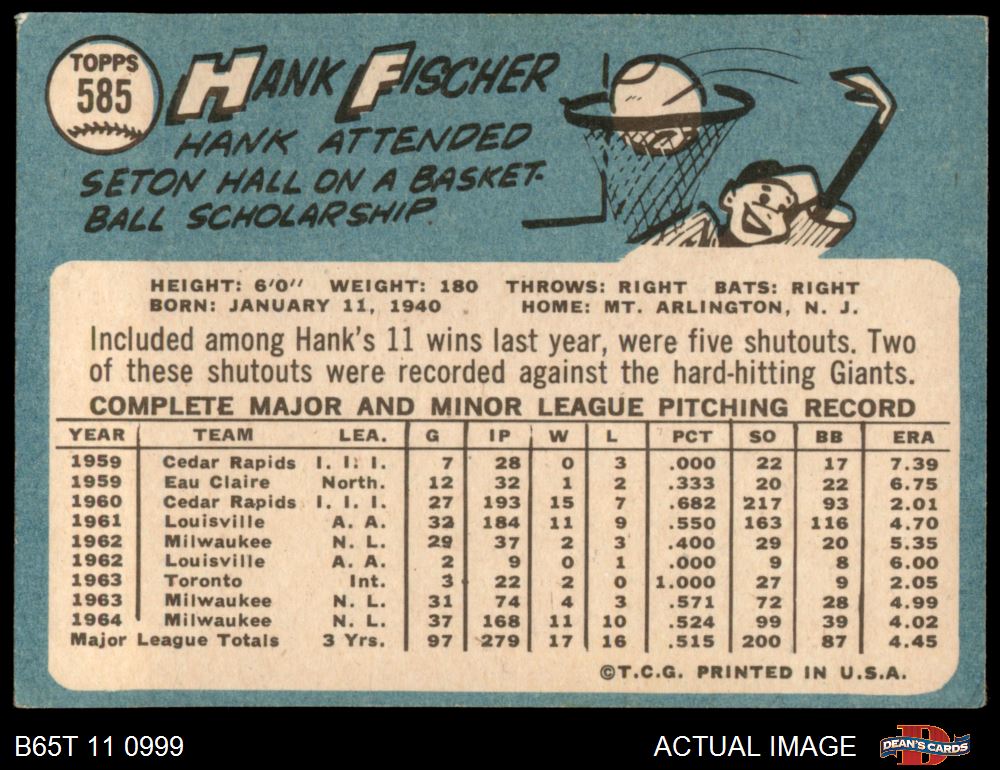 TOPPS
585
HANK FISCHER
HANK ATTENDED
SETON HALL ON A BASKET-
BALL SCHOLARSHIP.
HEIGHT: 6'0" WEIGHT: 180 THROWS: RIGHT BATS: RIGHT
BORN: JANUARY 11, 1940 HOME: MT. ARLINGTON, N. J.
Included among Hank's 11 wins last year, were five shutouts. Two
of these shutouts were recorded against the hard-hitting Giants.
COMPLETE MAJOR AND MINOR LEAGUE PITCHING RECORD
YEAR TEAM LEA. G IP W L PCT SO BB ERA
1959 Cedar Rapids I. I. I. 7 28 0 3 .000 22 17 7.39
1959 Eau Claire North. 12 32 1 2 .333 20 22 6.75
1960 Cedar Rapids I. I. I. 27 193 15 7 .682 217 93 2.01
1961 Louisville A. A. 32 184 11 9 .550 163 116 4.70
1962 Milwaukee N. L. 29 37 2 3 .400 29 20 5.35
1962 Louisville A. A. 2 9 0 1 .000 9 8 6.00
1963 Toronto Int. 3 22 2 0 1.000 27 9 2.05
1963 Milwaukee N. L. 31 74 4 3 .571 72 28 4.99
1964 Milwaukee N. L. 37 168 11 10 .524 99 39 4.02
Major League Totals 3 Yrs. 97 279 17 16 .515 200 87 4.45
©T.C.G. PRINTED IN U.S.A.
B65T 11 0999 ACTUAL IMAGE DEAN'S CARDS